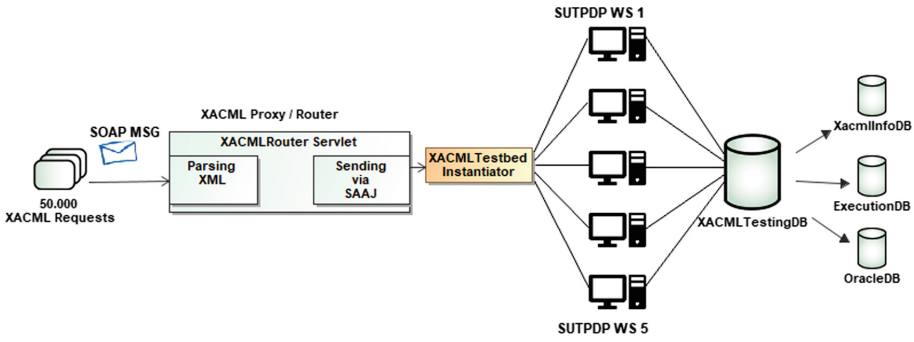 SUTPDP WS 1
XACML Proxy / Router
SOAP MSG
XACMLRouter Servlet
Parsing
XML
Sending
via
SAAJ
XACMLTestbed
Instantiator
50.000
XACML Requests
XACMLTestingDB
XacmlInfoDB
ExecutionDB
OracleDB
SUTPDP WS 5